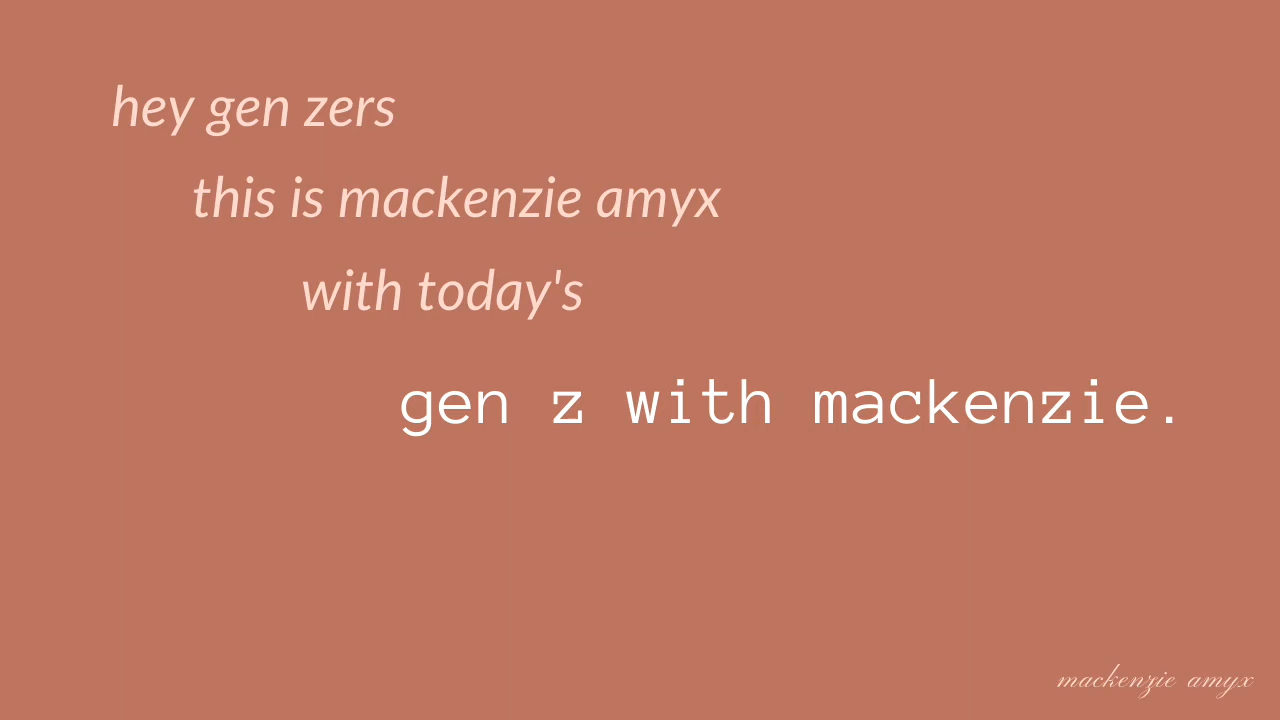 hey gen zers
this is mackenzie amyx
with today's
gen z with mackenzie.
mackenzie amyx